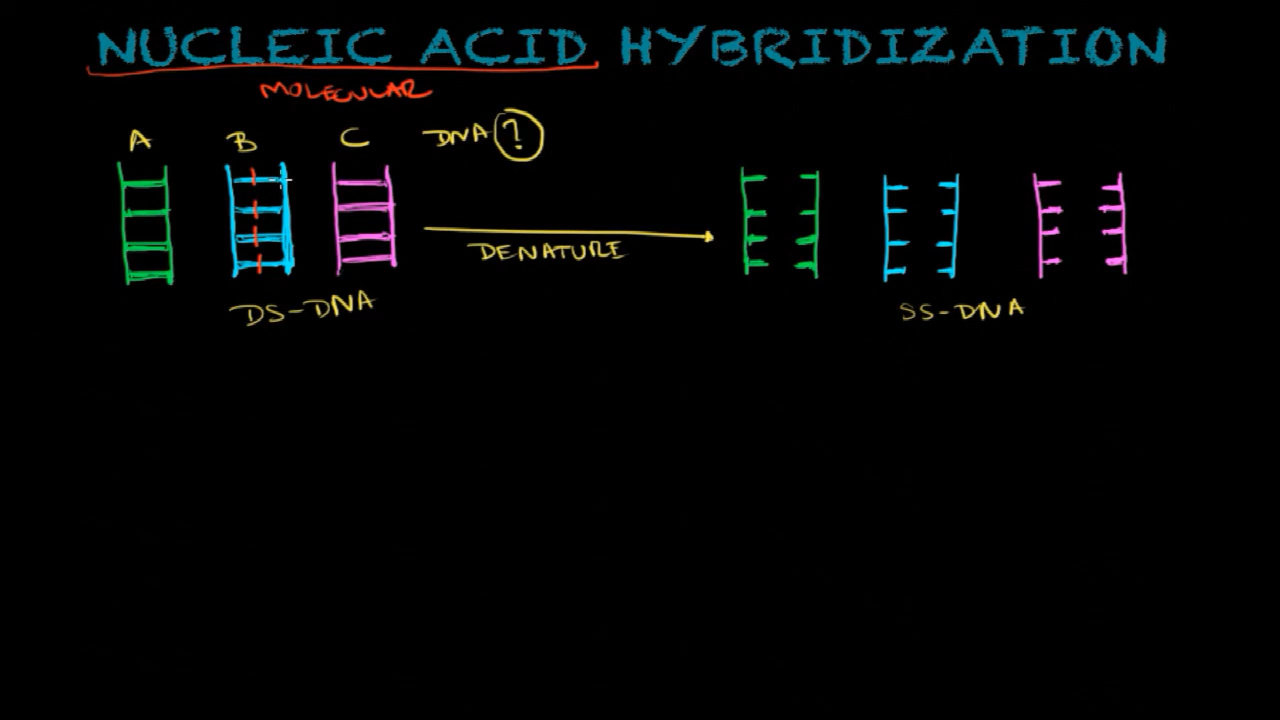 NUCLEIC ACID HYBRIDIZATION
MOLECULAR
A B C DNA ?
DENATURE
DS-DNA
SS-DNA